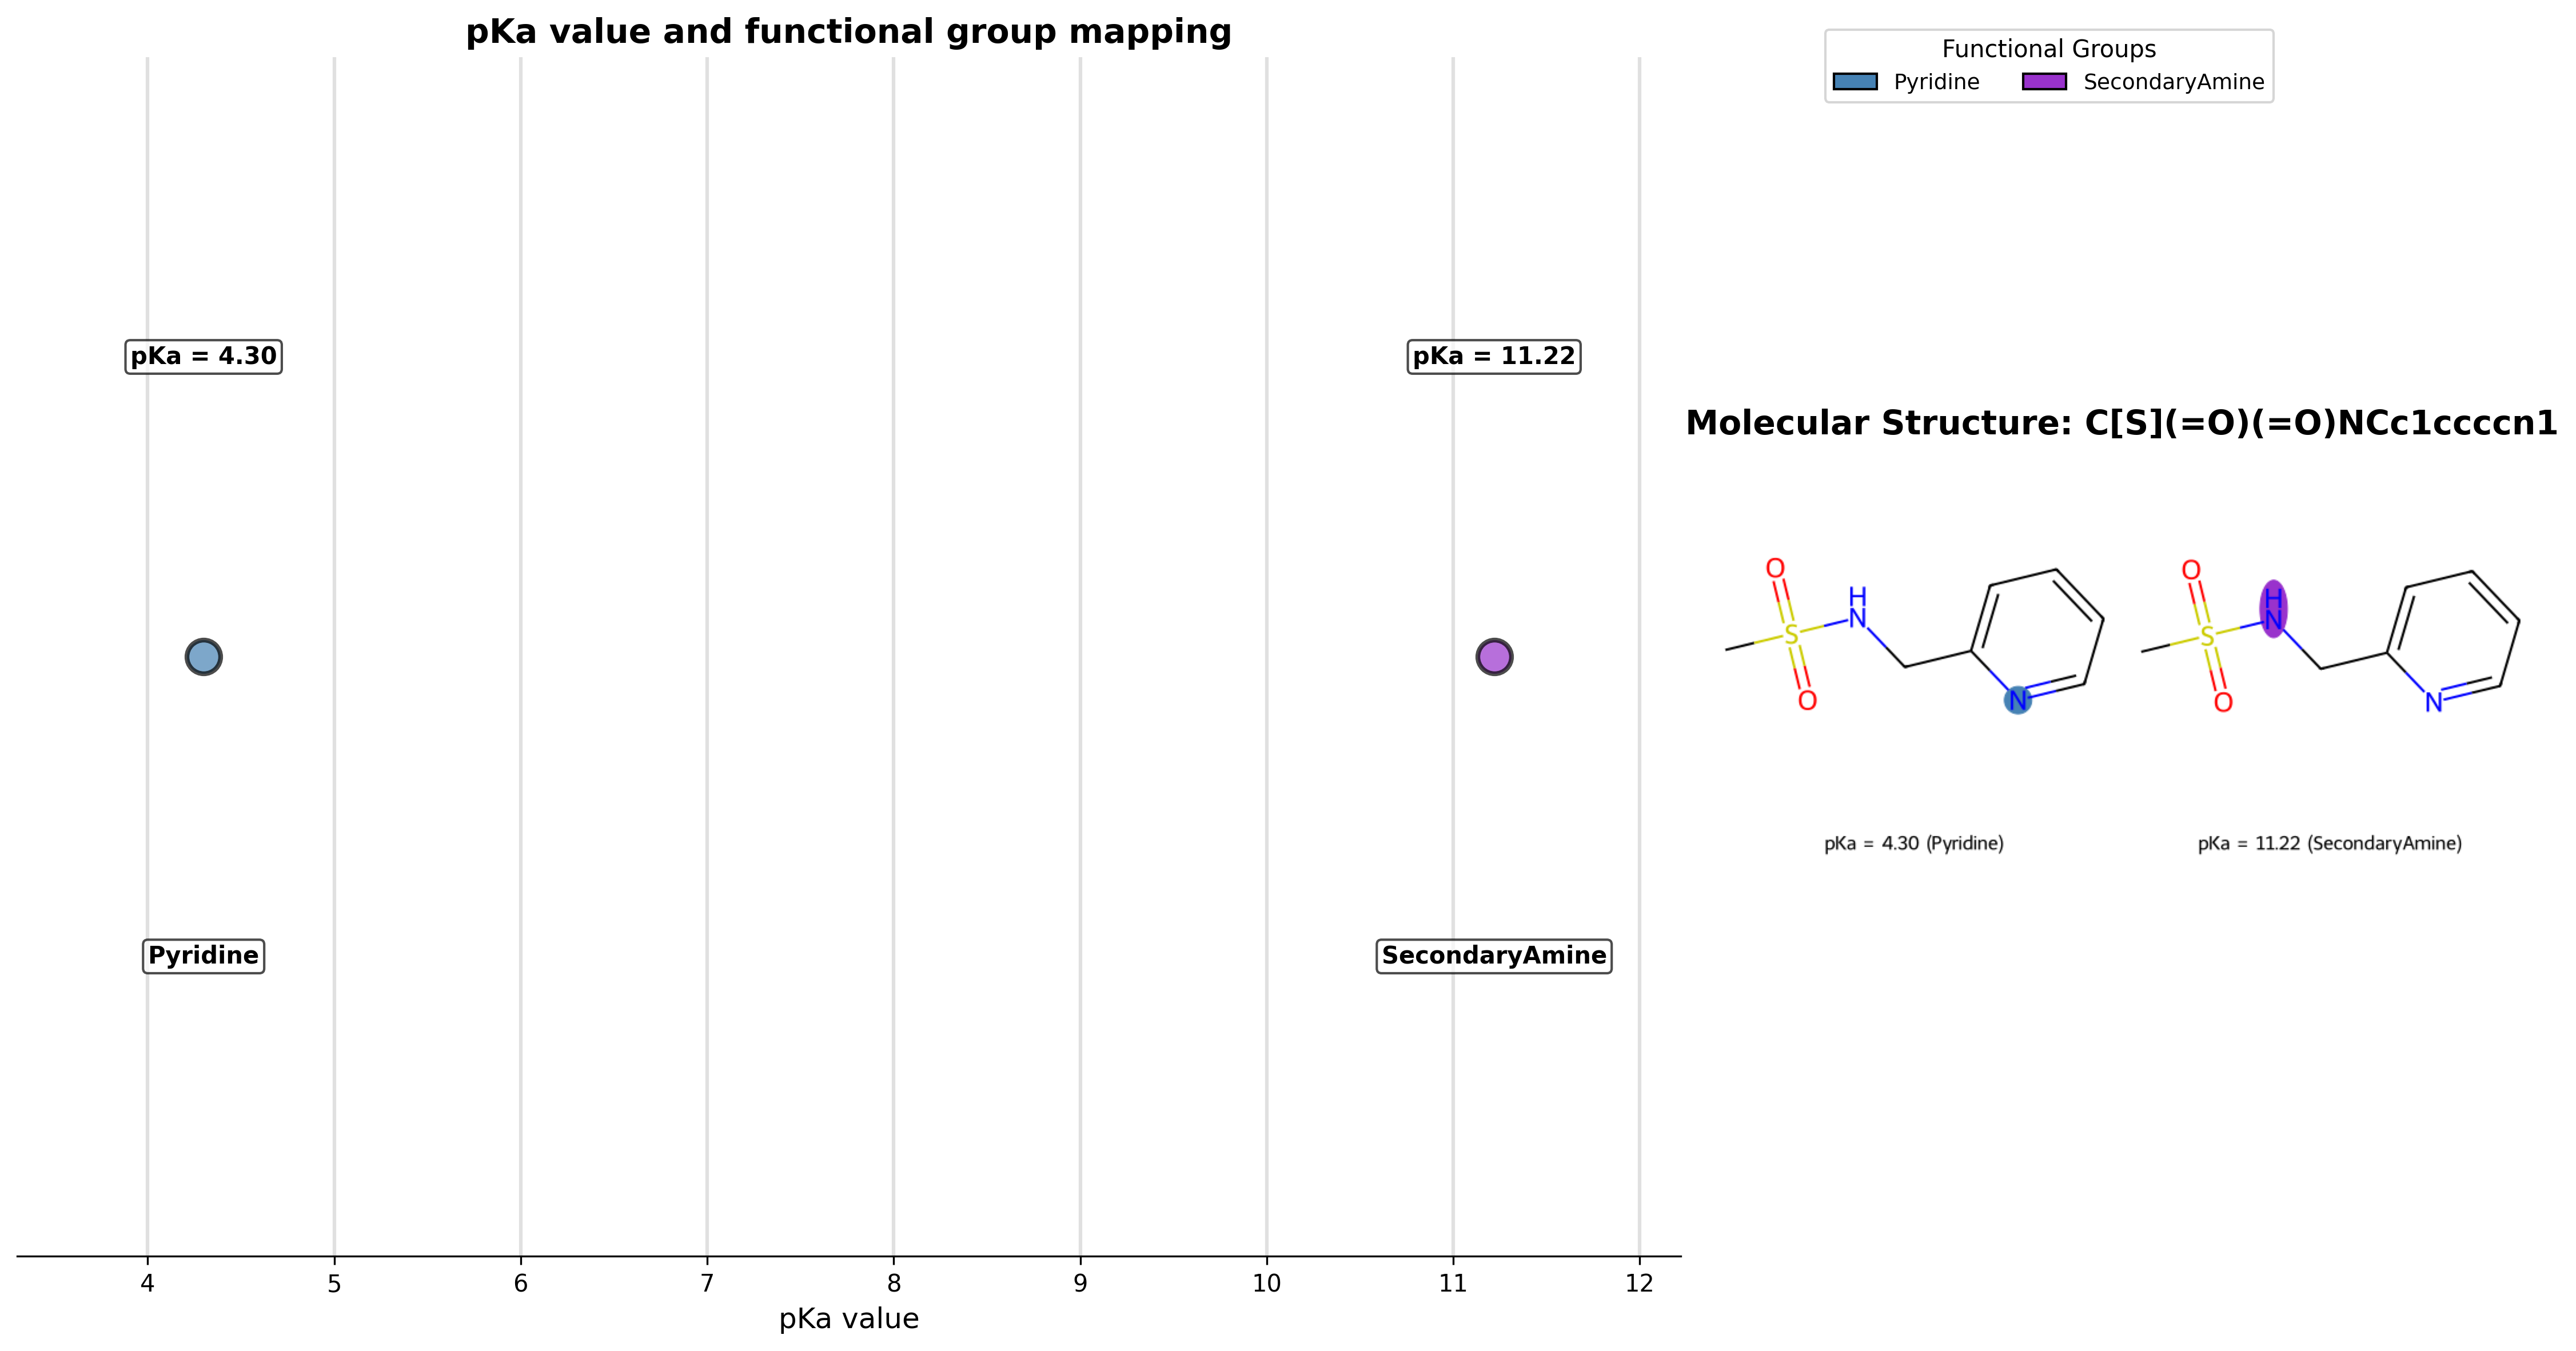 pKa value and functional group mapping
Functional Groups
Pyridine SecondaryAmine
pKa = 4.30 pKa = 11.22
Molecular Structure: C[S](=O)(=O)NCc1ccccn1
O H N S O N
O H N S O N
pKa = 4.30 (Pyridine) pKa = 11.22 (SecondaryAmine)
Pyridine SecondaryAmine
4 5 6 7 8 9 10 11 12
pKa value